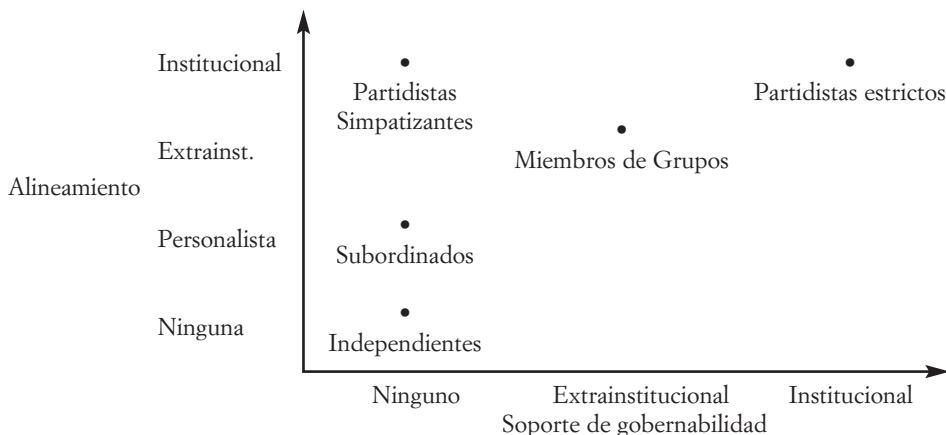 Institucional
Partidistas
Simpatizantes
Partidistas estrictos
Extrainst.
Miembros de Grupos
Alineamiento
Personalista
Subordinados
Ninguna
Independientes
Ninguno
Extrainstitucional
Institucional
Soporte de gobernabilidad